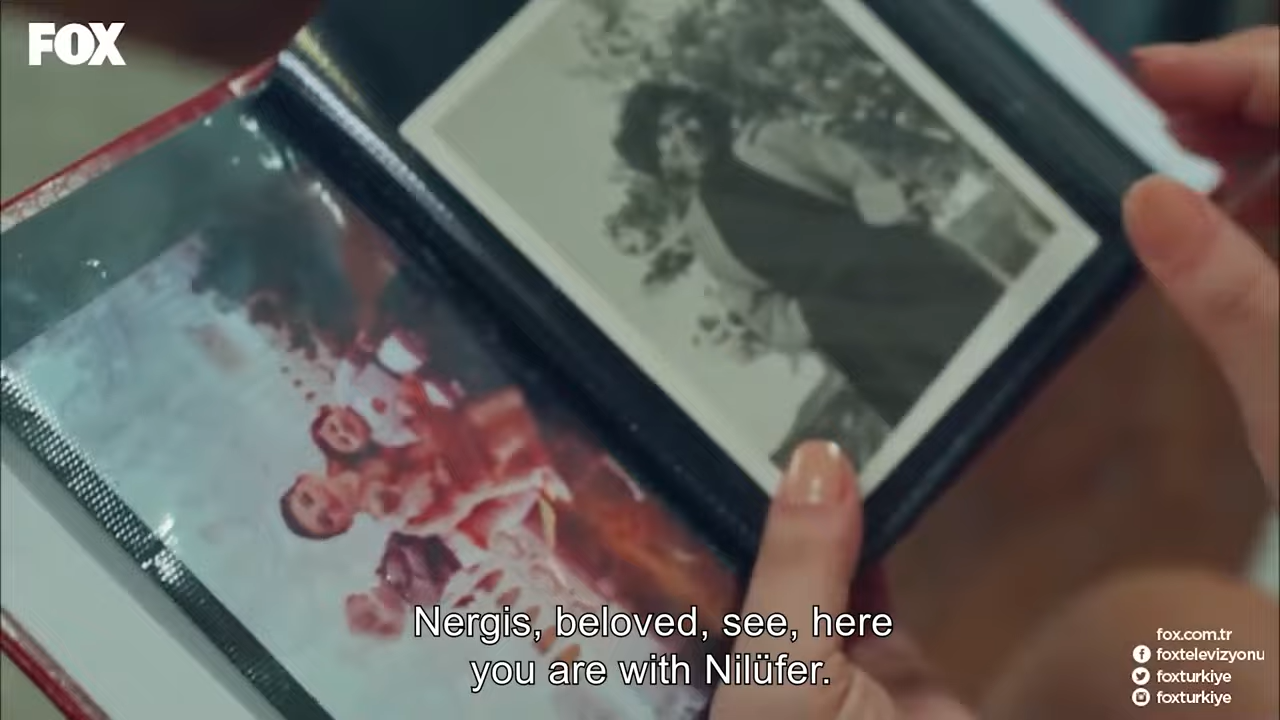 FOX
Nergis, beloved, see, here
you are with Nilüfer.
fox.com.tr
foxtelevizyonu
foxturkiye
foxturkiye